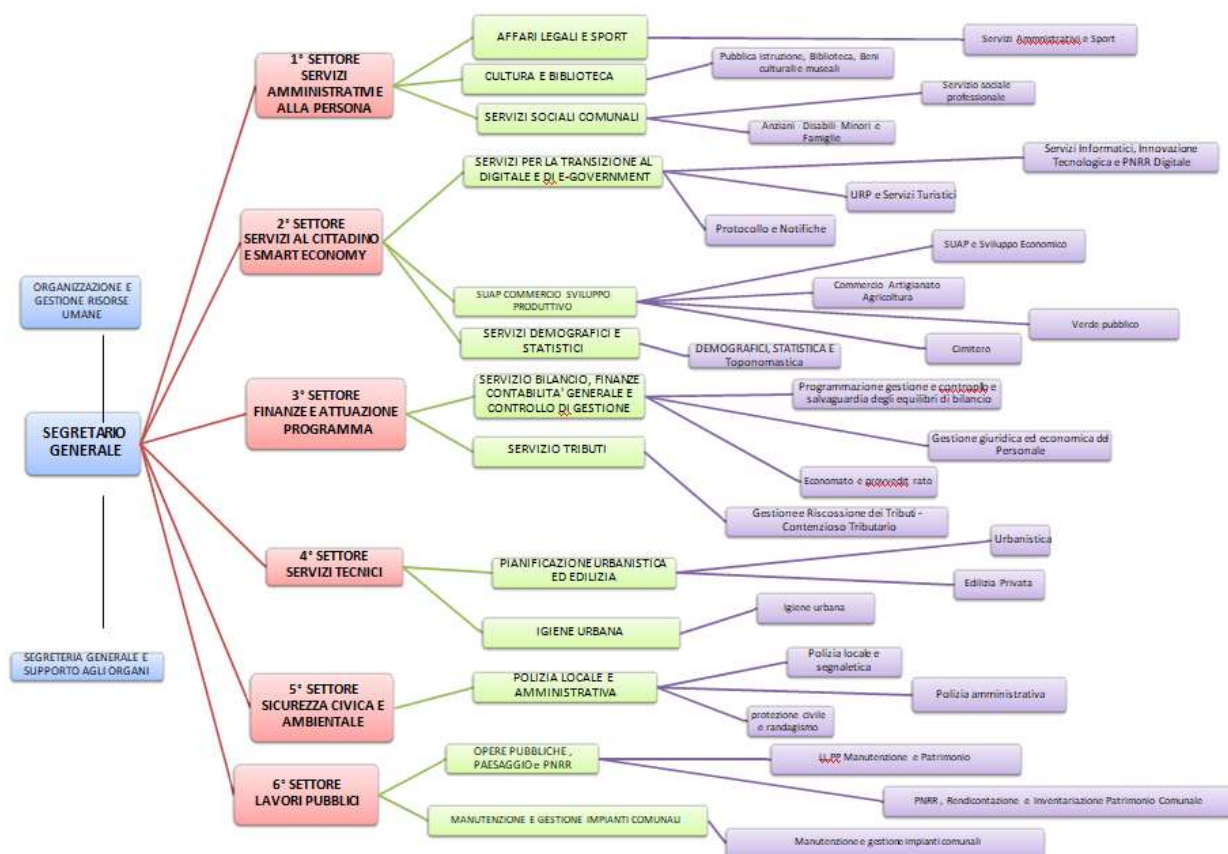 ORGANIZZAZIONE E
GESTIONE RISORSE
UMANE
SEGRETARIO
GENERALE
SEGRETERIA GENERALE E
SUPPORTO AGLI ORGANI
1° SETTORE
SERVIZI
AMMINISTRATIVI E
ALLA PERSONA
AFFARI LEGALI E SPORT
Servizi Ammnistrativi e Sport
CULTURA E BIBLIOTECA
Pubblica istruzione, Biblioteca, Beni
culturali e museali
SERVIZI SOCIALI COMUNALI
Servizio sociale
professionale
Anziani Disabili Minori e
Famiglie
2° SETTORE
SERVIZI AL CITTADINO
E SMART ECONOMY
SERVIZI PER LA TRANSIZIONE AL
DIGITALE E DI E-GOVERNMENT
Servizi Informatici, Innovazione
Tecnologica e PNRR Digitale
URP e Servizi Turistici
Protocollo e Notifiche
SUAP COMMERCIO SVILUPPO
PRODUTTIVO
SUAP e Sviluppo Economico
Commercio Artigianato
Agricoltura
Verde pubblico
Cimitero
SERVIZI DEMOGRAFICI E
STATISTICI
DEMOGRAFICI, STATISTICA E
Toponomastica
3° SETTORE
FINANZE E ATTUAZIONE
PROGRAMMA
SERVIZIO BILANCIO, FINANZE
CONTABILITA' GENERALE E
CONTROLLO DI GESTIONE
Programmazione gestione e controllo e
salvaguardia degli equilibri di bilancio
Gestione giuridica ed economica del
Personale
Economato e provvedit rato
SERVIZIO TRIBUTI
Gestione e Riscossione dei Tributi -
Contenzioso Tributario
4° SETTORE
SERVIZI TECNICI
PIANIFICAZIONE URBANISTICA
ED EDILIZIA
Urbanistica
Edilizia Privata
IGIENE URBANA
Igiene urbana
5° SETTORE
SICUREZZA CIVICA E
AMBIENTALE
POLIZIA LOCALE E
AMMINISTRATIVA
Polizia locale e
segnaletica
Polizia amministrativa
protezione civile
e randagismo
6° SETTORE
LAVORI PUBBLICI
OPERE PUBBLICHE ,
PAESAGGIO e PNRR
LL.PP Manutenzione e Patrimonio
PNRR , Rendicontazione e Inventariazione Patrimonio Comunale
MANUTENZIONE E GESTIONE IMPIANTI COMUNALI
Manutenzione e gestione impianti comunali